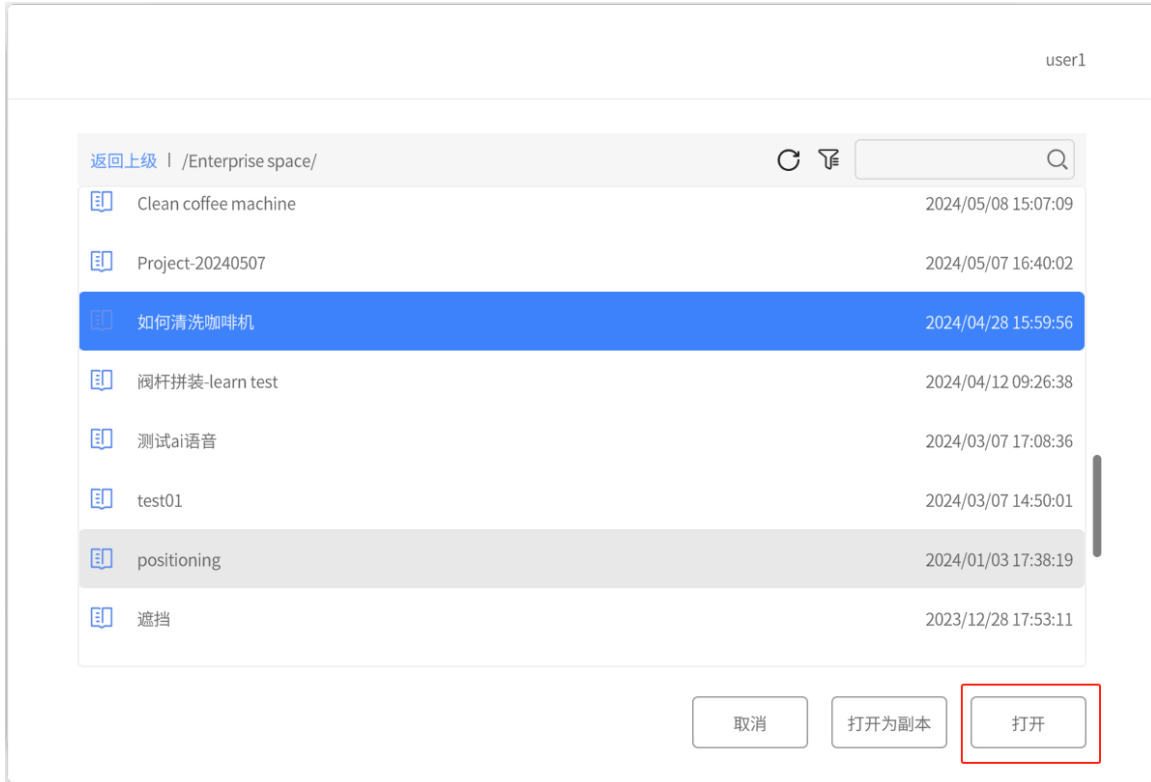 user1
返回上级 | /Enterprise space/
Clean coffee machine 2024/05/08 15:07:09
Project-20240507 2024/05/07 16:40:02
如何清洗咖啡机 2024/04/28 15:59:56
阀杆拼装-learn test 2024/04/12 09:26:38
测试ai语音 2024/03/07 17:08:36
test01 2024/03/07 14:50:01
positioning 2024/01/03 17:38:19
遮挡 2023/12/28 17:53:11
取消 打开为副本 打开